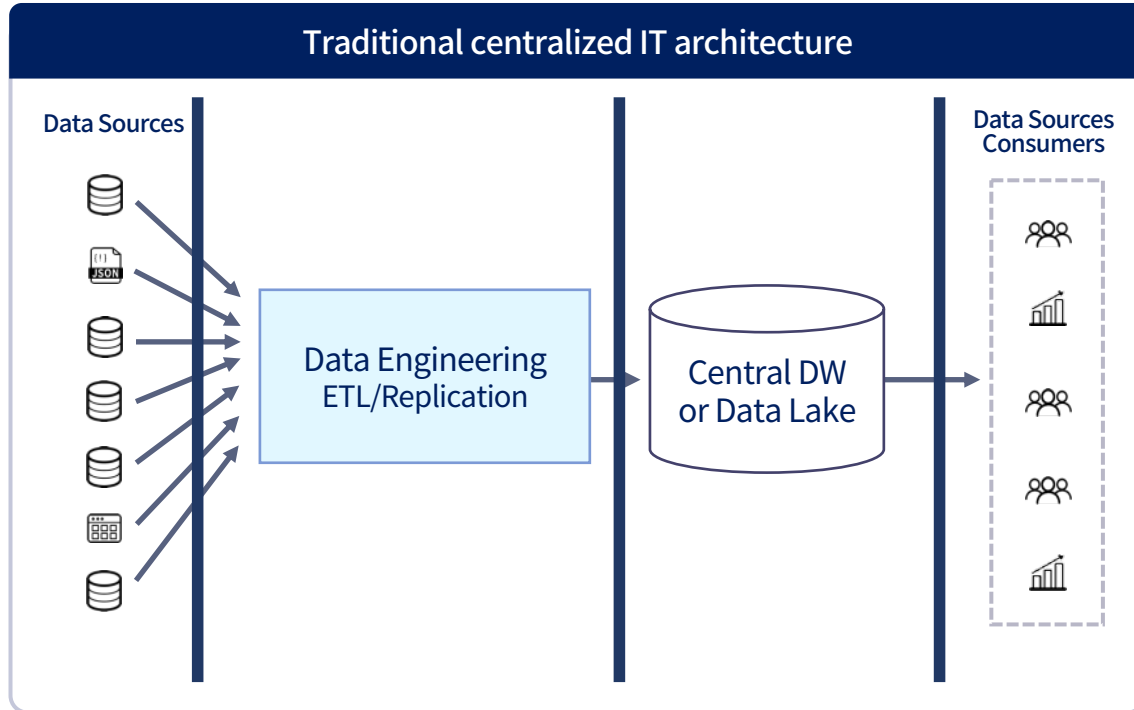 Traditional centralized IT architecture
Data Sources
Data Sources
Consumers
{!}
JSON
Data Engineering
ETL/Replication
Central DW
or Data Lake